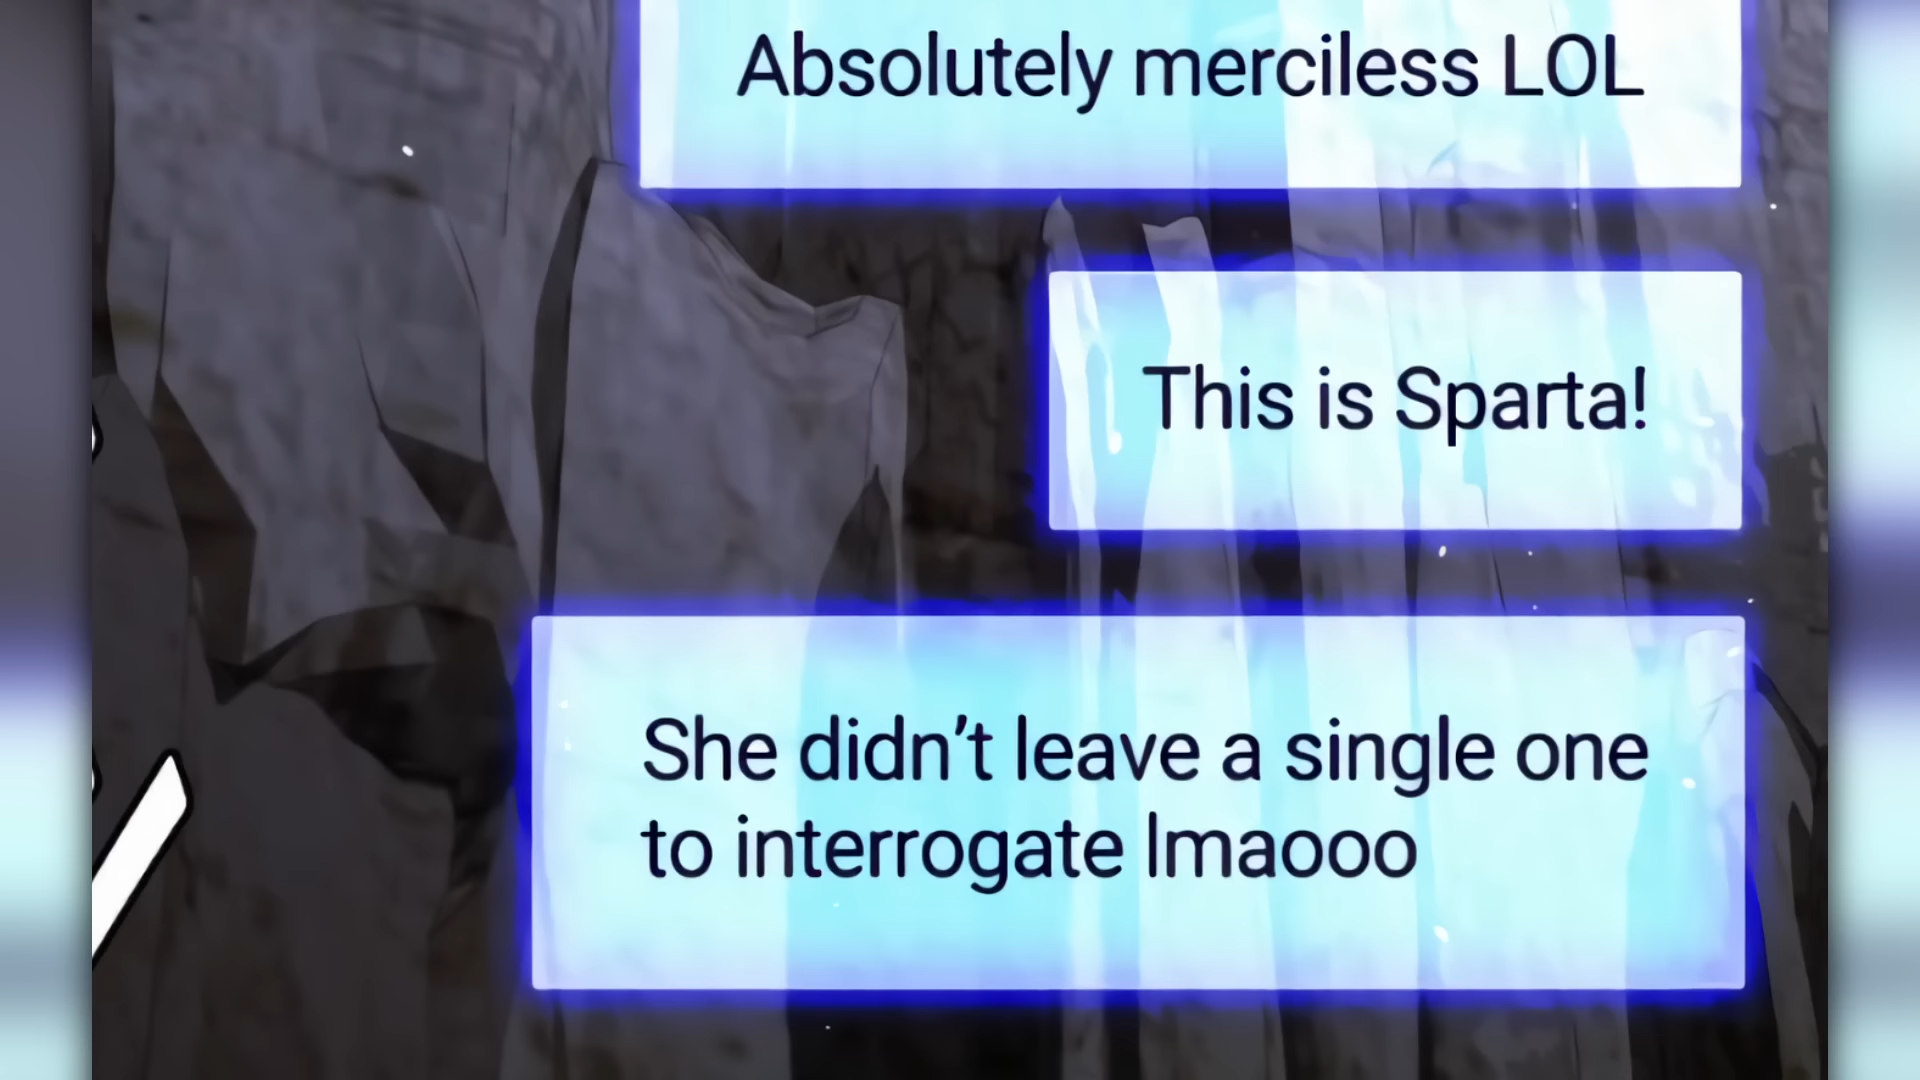 Absolutely merciless LOL
This is Sparta!
She didn't leave a single one
to interrogate lmaooo